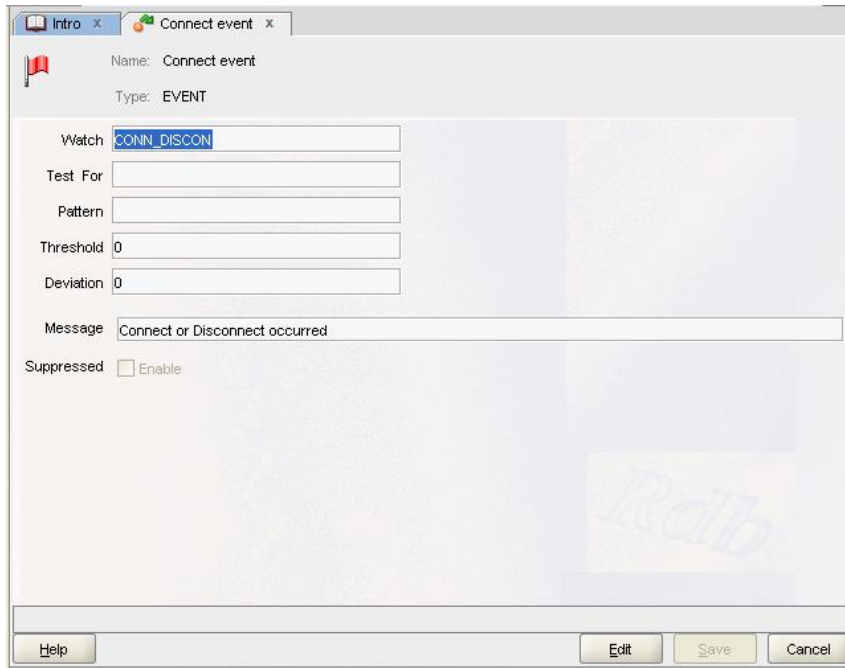 Intro x Connect event x
Name: Connect event
Type: EVENT
Watch CONN_DISCON
Test For
Pattern
Threshold 0
Deviation 0
Message Connect or Disconnect occurred
Suppressed Enable
Rdb
Help Edit Save Cancel